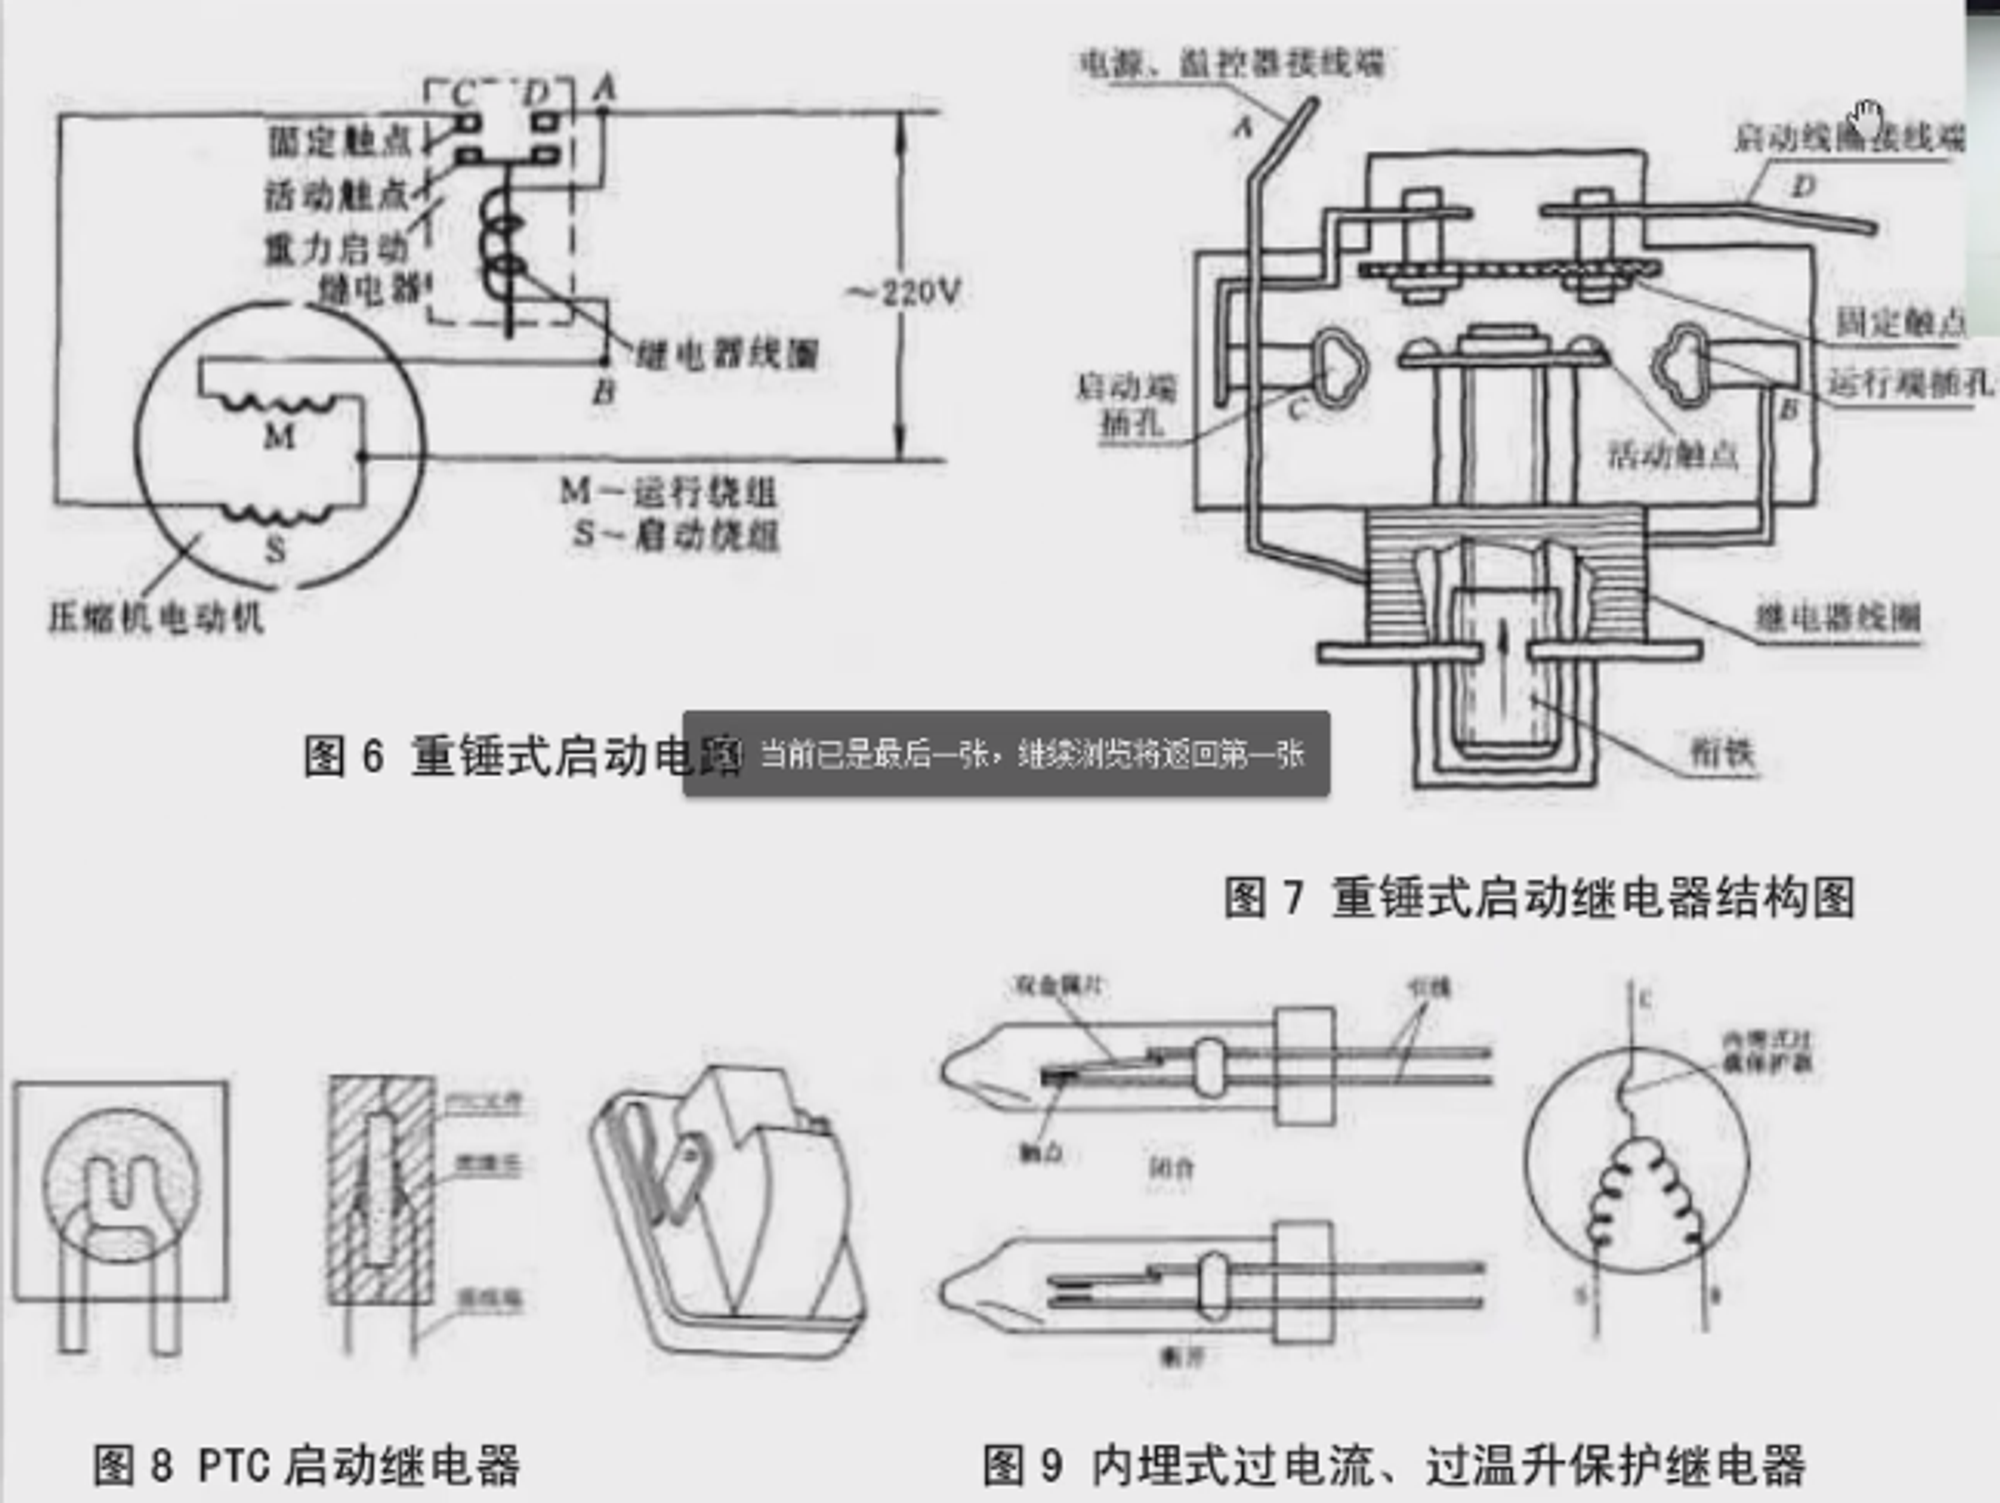 C D A
固定触点
活动触点
重力启动
继电器
~220V
继电器线圈
B
M
M－运行绕组
S～启动绕组
S
压缩机电动机
图 6 重锤式启动电路
当前已是最后一张，继续浏览将返回第一张
电源、温控器接线端
A
启动线圈接线端
D
固定触点
启动端
插孔
C
运行端插孔
B
活动触点
继电器线圈
衔铁
图 7 重锤式启动继电器结构图
PTC元件
图 8 PTC 启动继电器
双金属片
引线
触点
闭合
断开
C
内埋式过
载保护器
S
图 9 内埋式过电流、过温升保护继电器